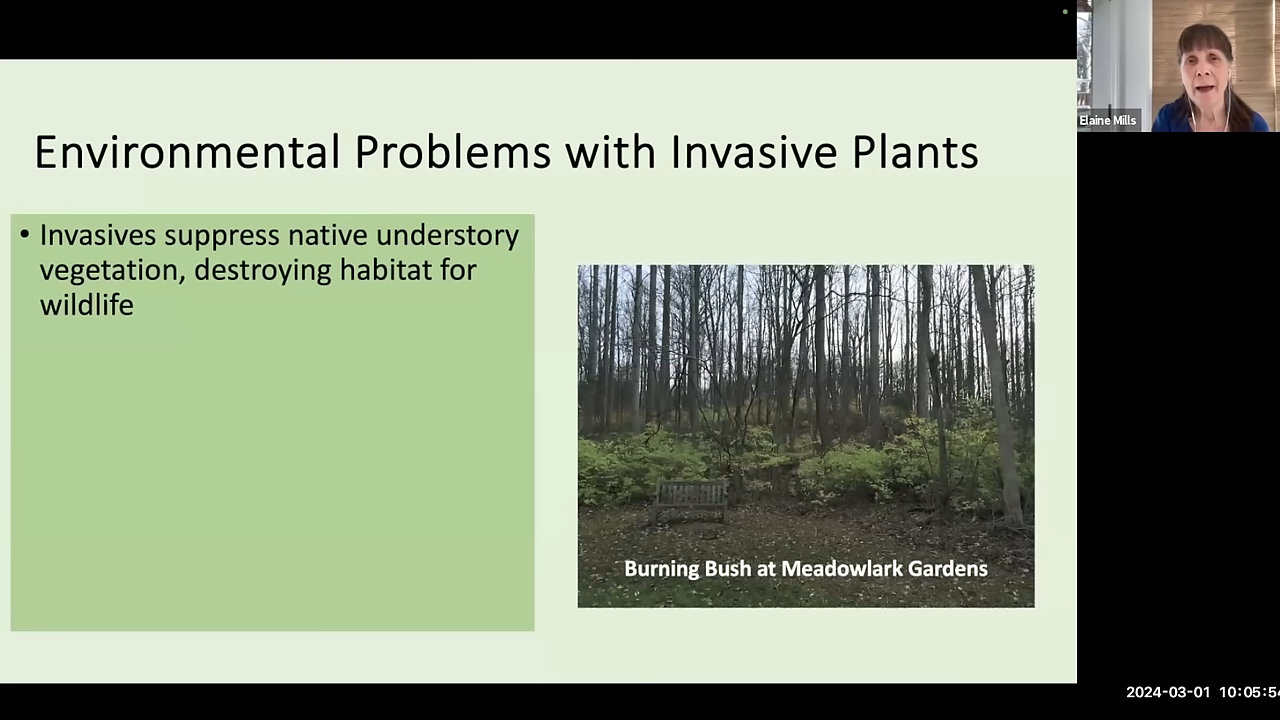 Environmental Problems with Invasive Plants
• Invasives suppress native understory
vegetation, destroying habitat for
wildlife
Burning Bush at Meadowlark Gardens
Elaine Mills
2024-03-01 10:05:54